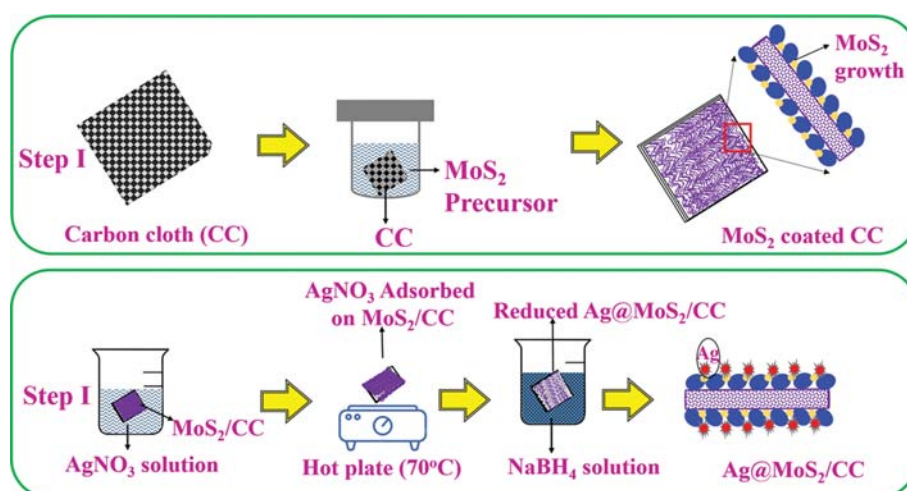 Step I
Carbon cloth (CC)
MoS₂
Precursor
CC
MoS₂
growth
MoS₂ coated CC
Step I
MoS₂/CC
AgNO₃ solution
AgNO₃ Adsorbed
on MoS₂/CC
Hot plate (70°C)
Reduced Ag@MoS₂/CC
NaBH₄ solution
Ag
Ag@MoS₂/CC